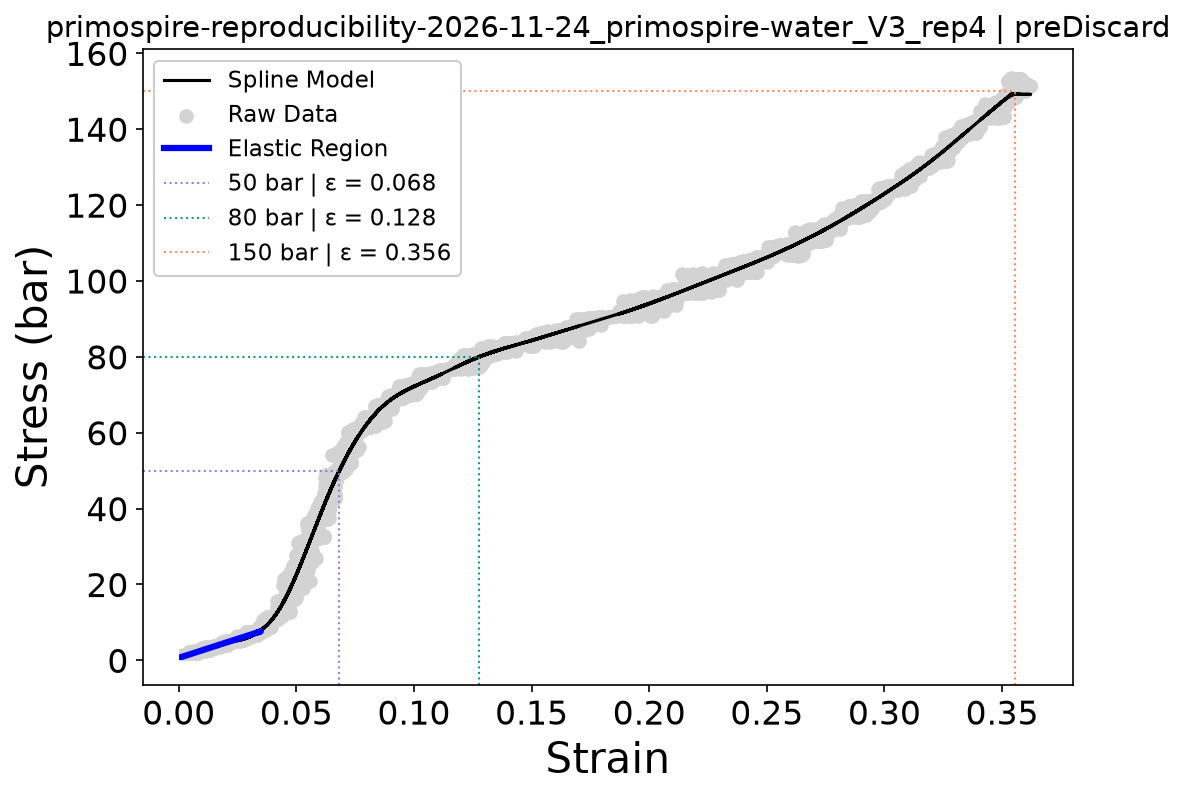 primospire-reproducibility-2026-11-24_primospire-water_V3_rep4 | preDiscard
Spline Model
Raw Data
Elastic Region
50 bar | ε = 0.068
80 bar | ε = 0.128
150 bar | ε = 0.356
Stress (bar)
160
140
120
100
80
60
40
20
0
0.00 0.05 0.10 0.15 0.20 0.25 0.30 0.35
Strain